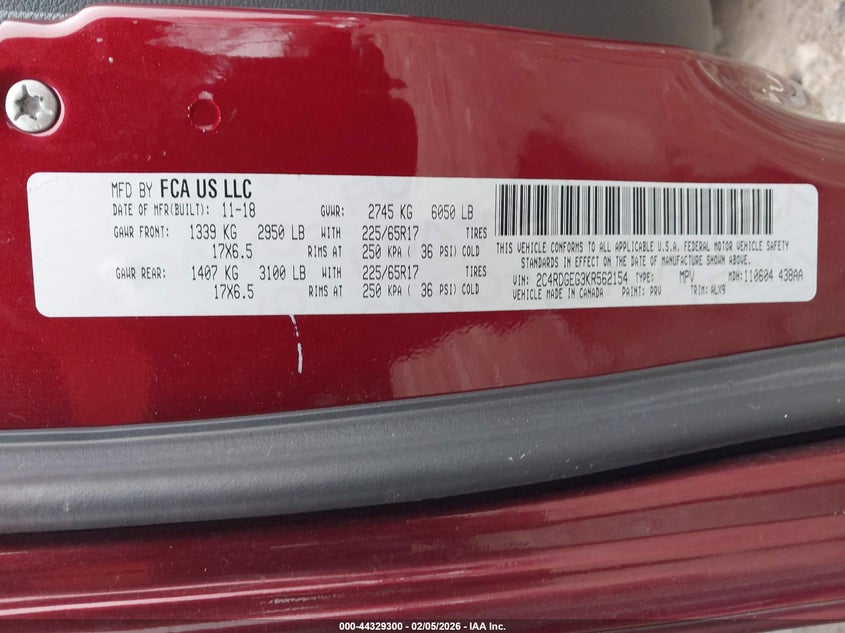 MFD BY FCA US LLC
DATE OF MFR(BUILT): 11-18 GVWR: 2745 KG 6050 LB
GAWR FRONT: 1339 KG 2950 LB WITH 225/65R17 TIRES
17X6.5 RIMS AT 250 KPA ( 36 PSI) COLD
GAWR REAR: 1407 KG 3100 LB WITH 225/65R17 TIRES
17X6.5 RIMS AT 250 KPA ( 36 PSI) COLD
THIS VEHICLE CONFORMS TO ALL APPLICABLE U.S.A. FEDERAL MOTOR VEHICLE SAFETY
STANDARDS IN EFFECT ON THE DATE OF MANUFACTURE SHOWN ABOVE.
VIN: 2C4RDGEG3KR562154 TYPE: MPV MDH: 110604 438AA
VEHICLE MADE IN CANADA PAINT: PRV TRIM: ALX9
000-44329300 - 02/05/2026 - IAA Inc.